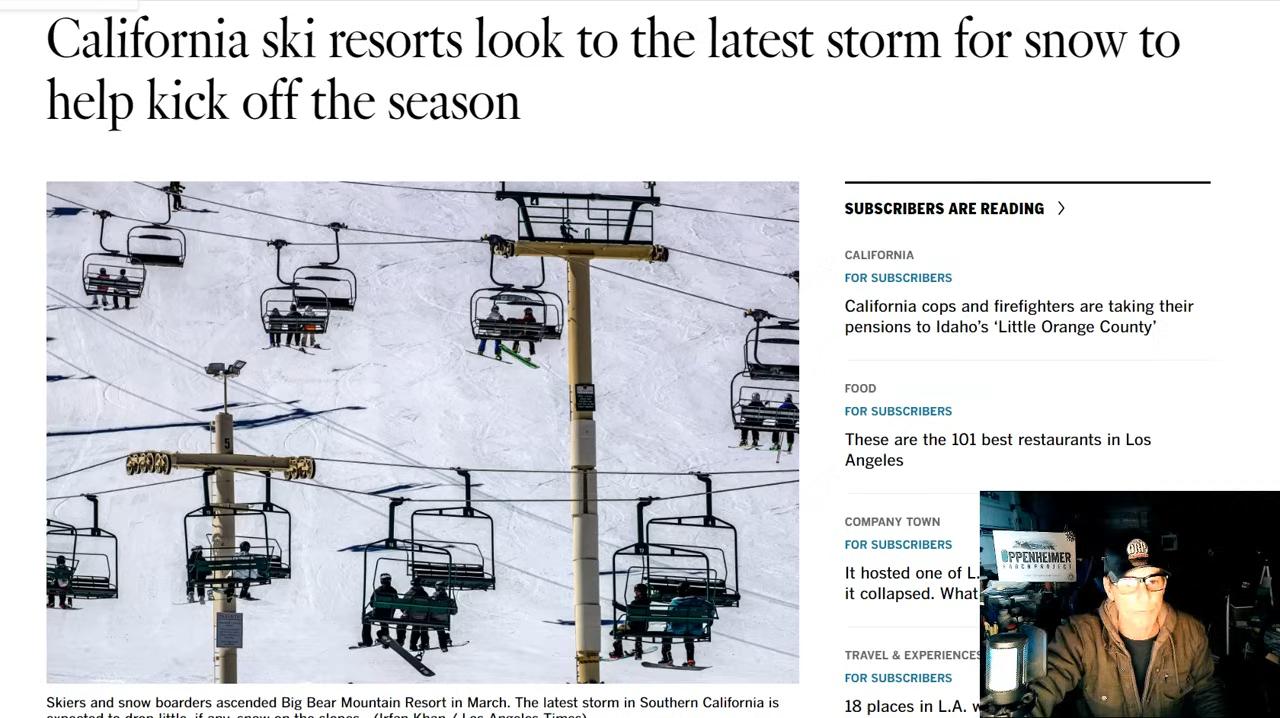 California ski resorts look to the latest storm for snow to
help kick off the season
SUBSCRIBERS ARE READING
CALIFORNIA
FOR SUBSCRIBERS
California cops and firefighters are taking their
pensions to Idaho’s ‘Little Orange County’
FOOD
FOR SUBSCRIBERS
These are the 101 best restaurants in Los
Angeles
COMPANY TOWN
FOR SUBSCRIBERS
It hosted one of L.
it collapsed. What
TRAVEL & EXPERIENCES
FOR SUBSCRIBERS
18 places in L.A. w
5
OPPENHEIMER
RANCH PROJECT
Skiers and snow boarders ascended Big Bear Mountain Resort in March. The latest storm in Southern California is
expected to drop little, if any, snow on the slopes. (Irfan Khan / Los Angeles Times)